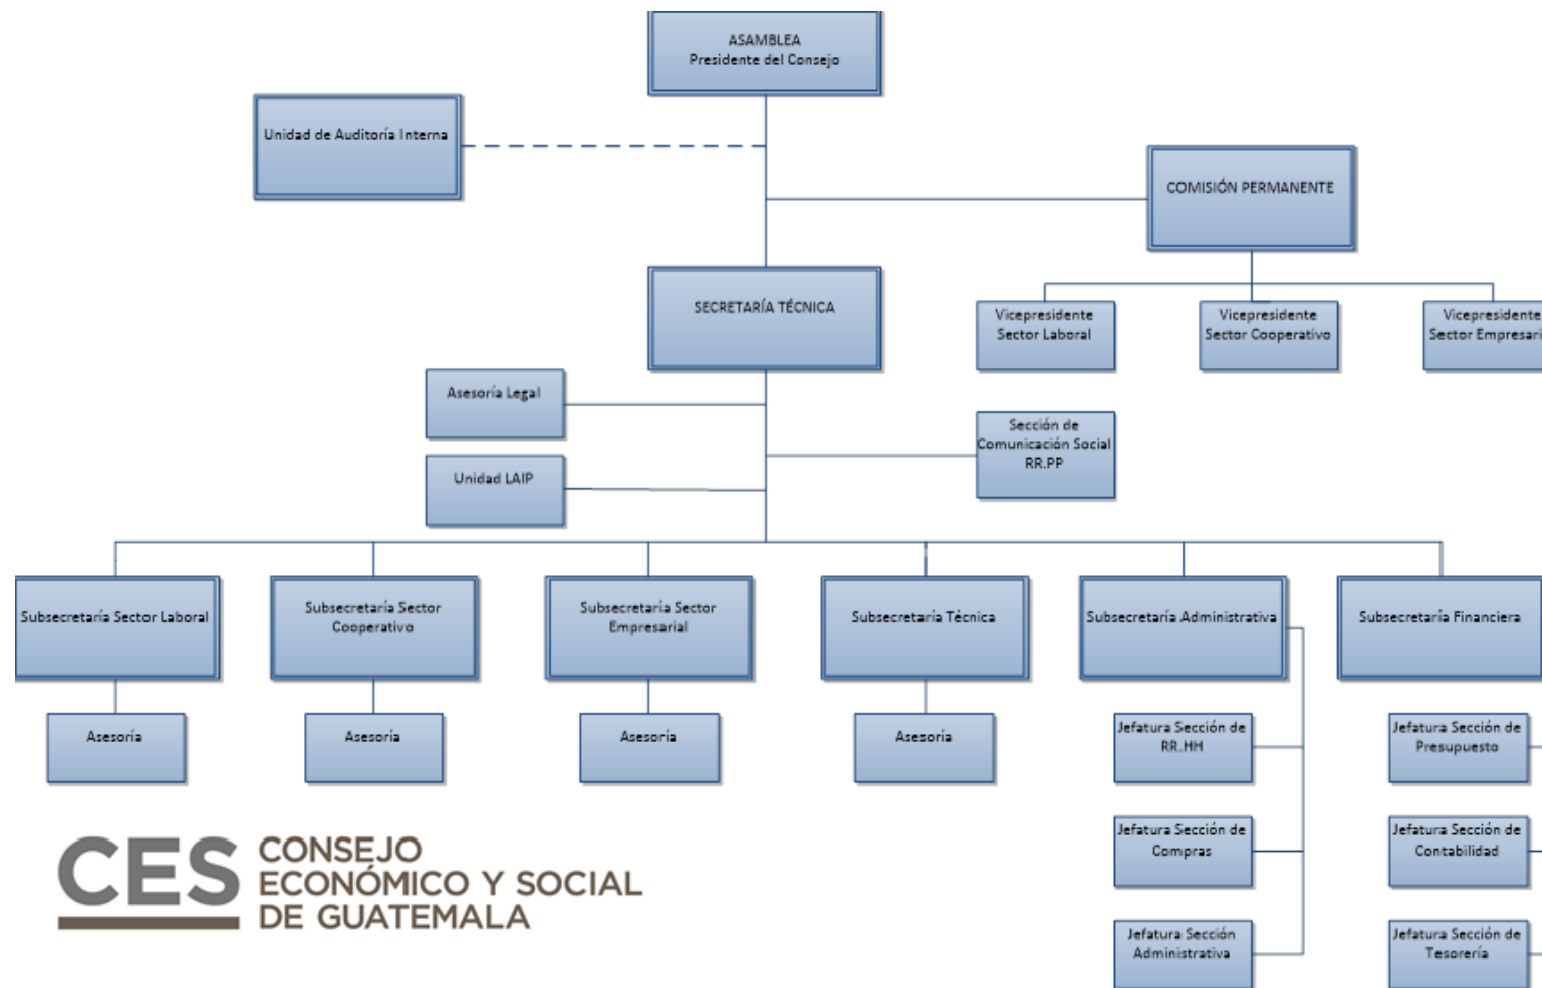 ASAMBLEA
Presidente del Consejo
Unidad de Auditoría Interna
COMISIÓN PERMANENTE
SECRETARÍA TÉCNICA
Vicepresidente
Sector Laboral
Vicepresidente
Sector Cooperativo
Vicepresidente
Sector Empresari
Asesoría Legal
Sección de
Comunicación Social
RR.PP
Unidad LAIP
Subsecretaría Sector Laboral
Subsecretaría Sector
Cooperativo
Subsecretaría Sector
Empresarial
Subsecretaría Técnica
Subsecretaría Administrativa
Subsecretaría Financiera
Asesoría
Asesoría
Asesoría
Asesoría
Jefatura Sección de
RR.HH
Jefatura Sección de
Presupuesto
Jefatura Sección de
Compras
Jefatura Sección de
Contabilidad
Jefatura Sección
Administrativa
Jefatura Sección de
Tesorería
CES
CONSEJO
ECONÓMICO Y SOCIAL
DE GUATEMALA